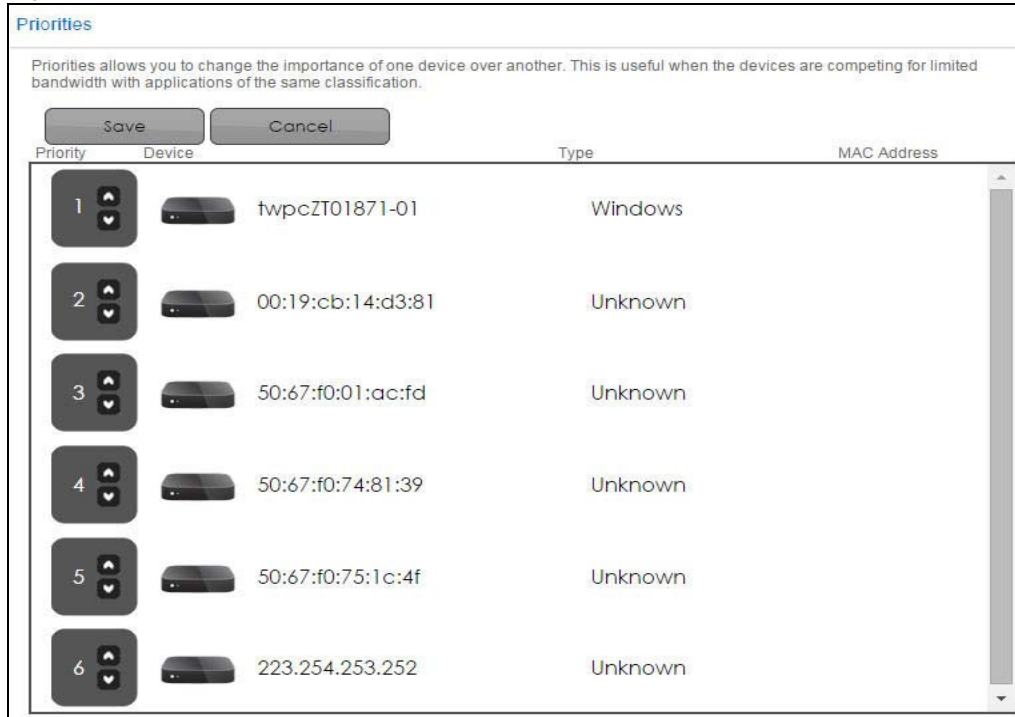 Priorities
Priorities allows you to change the importance of one device over another. This is useful when the devices are competing for limited
bandwidth with applications of the same classification.
Save Cancel
Priority Device Type MAC Address
1 twpcZT01871-01 Windows
2 00:19:cb:14:d3:81 Unknown
3 50:67:f0:01:ac:fd Unknown
4 50:67:f0:74:81:39 Unknown
5 50:67:f0:75:1c:4f Unknown
6 223.254.253.252 Unknown